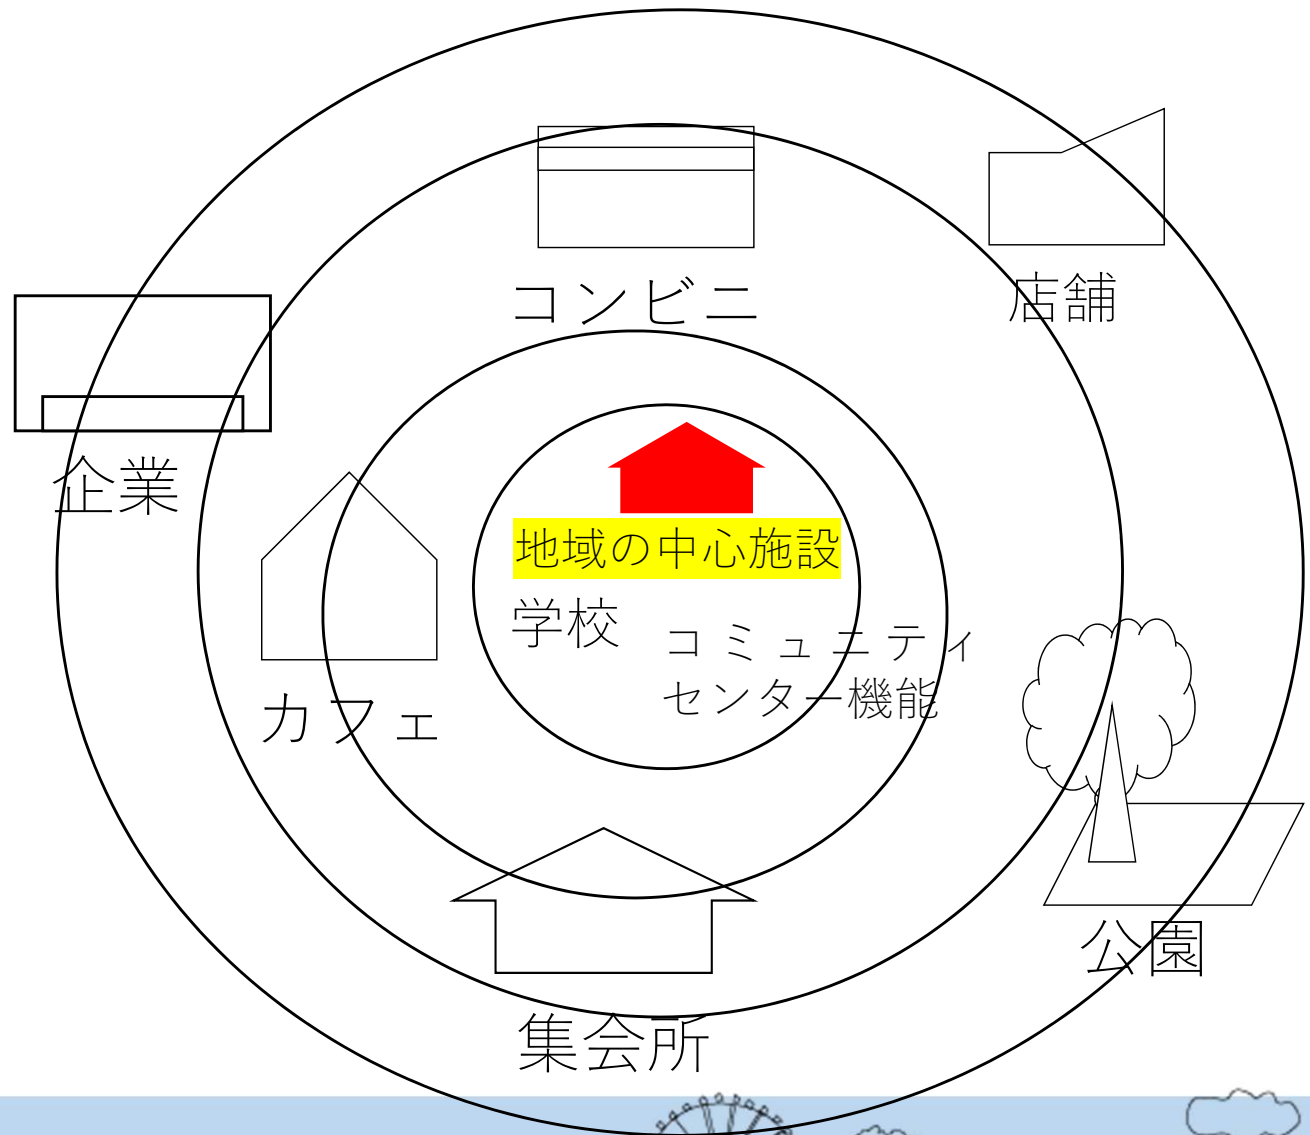 コンビニ
店舗
企業
地域の中心施設
学校
コミュニティ
センター機能
カフェ
公園
集会所